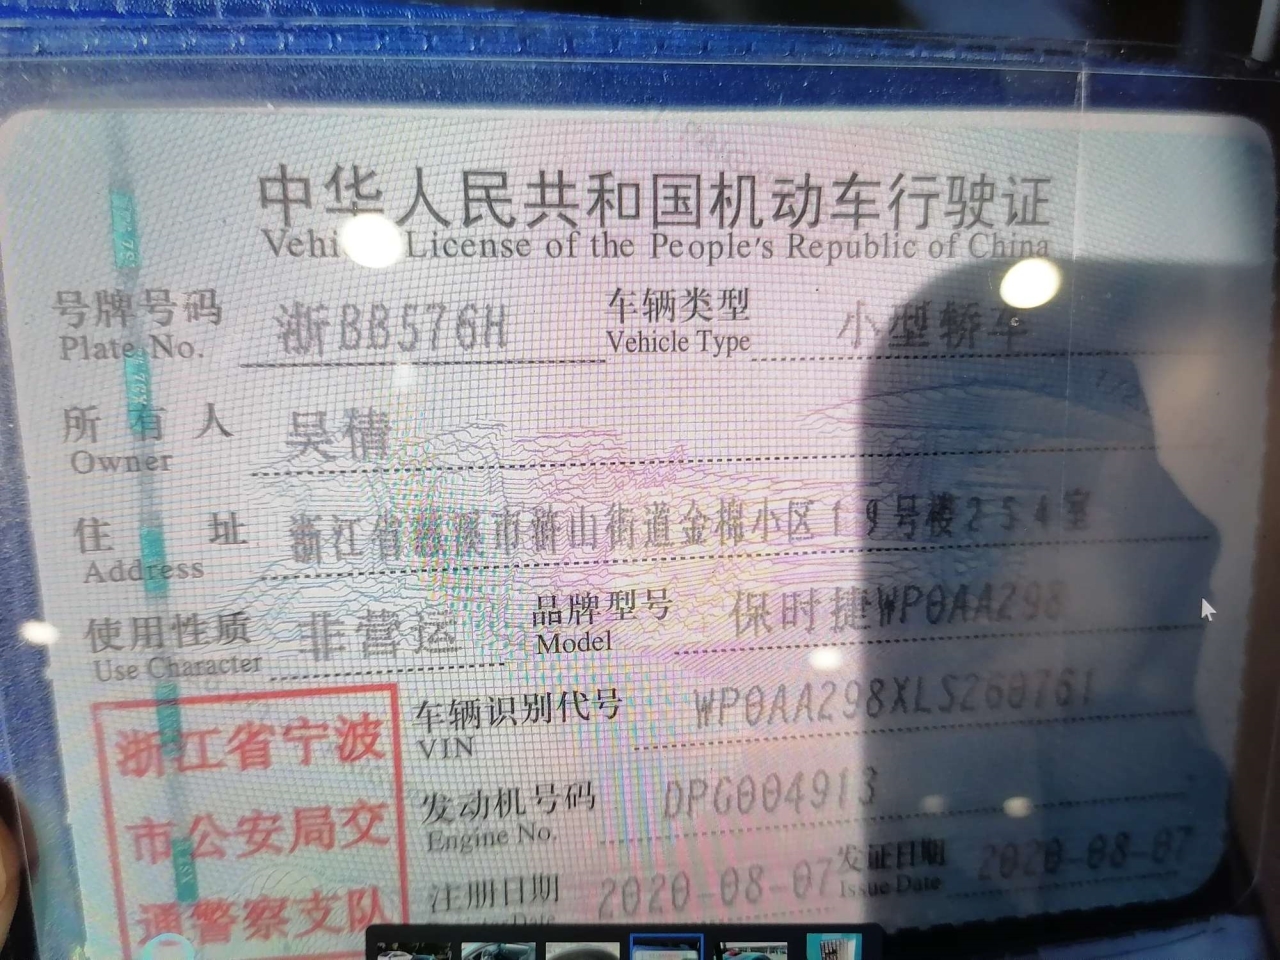 中华人民共和国机动车行驶证
License of the People's Republic of China
号牌号码 浙BB576H 车辆类型 小型轿车
Plate No. Vehicle Type
所有人 吴倩
Owner
住址 浙江省慈溪市浒山街道金 小区19号楼254室
Address
使用性质 非营运 品牌型号 保时捷WP0AA298
Use Character Model
车辆识别代号 WP0AA298XLS260761
VIN
发动机号码 DPG004913
Engine No.
注册日期 2020-08-07 发证日期 2020-08-07
Issue Date
浙江省宁波
市公安局交
通警察支队